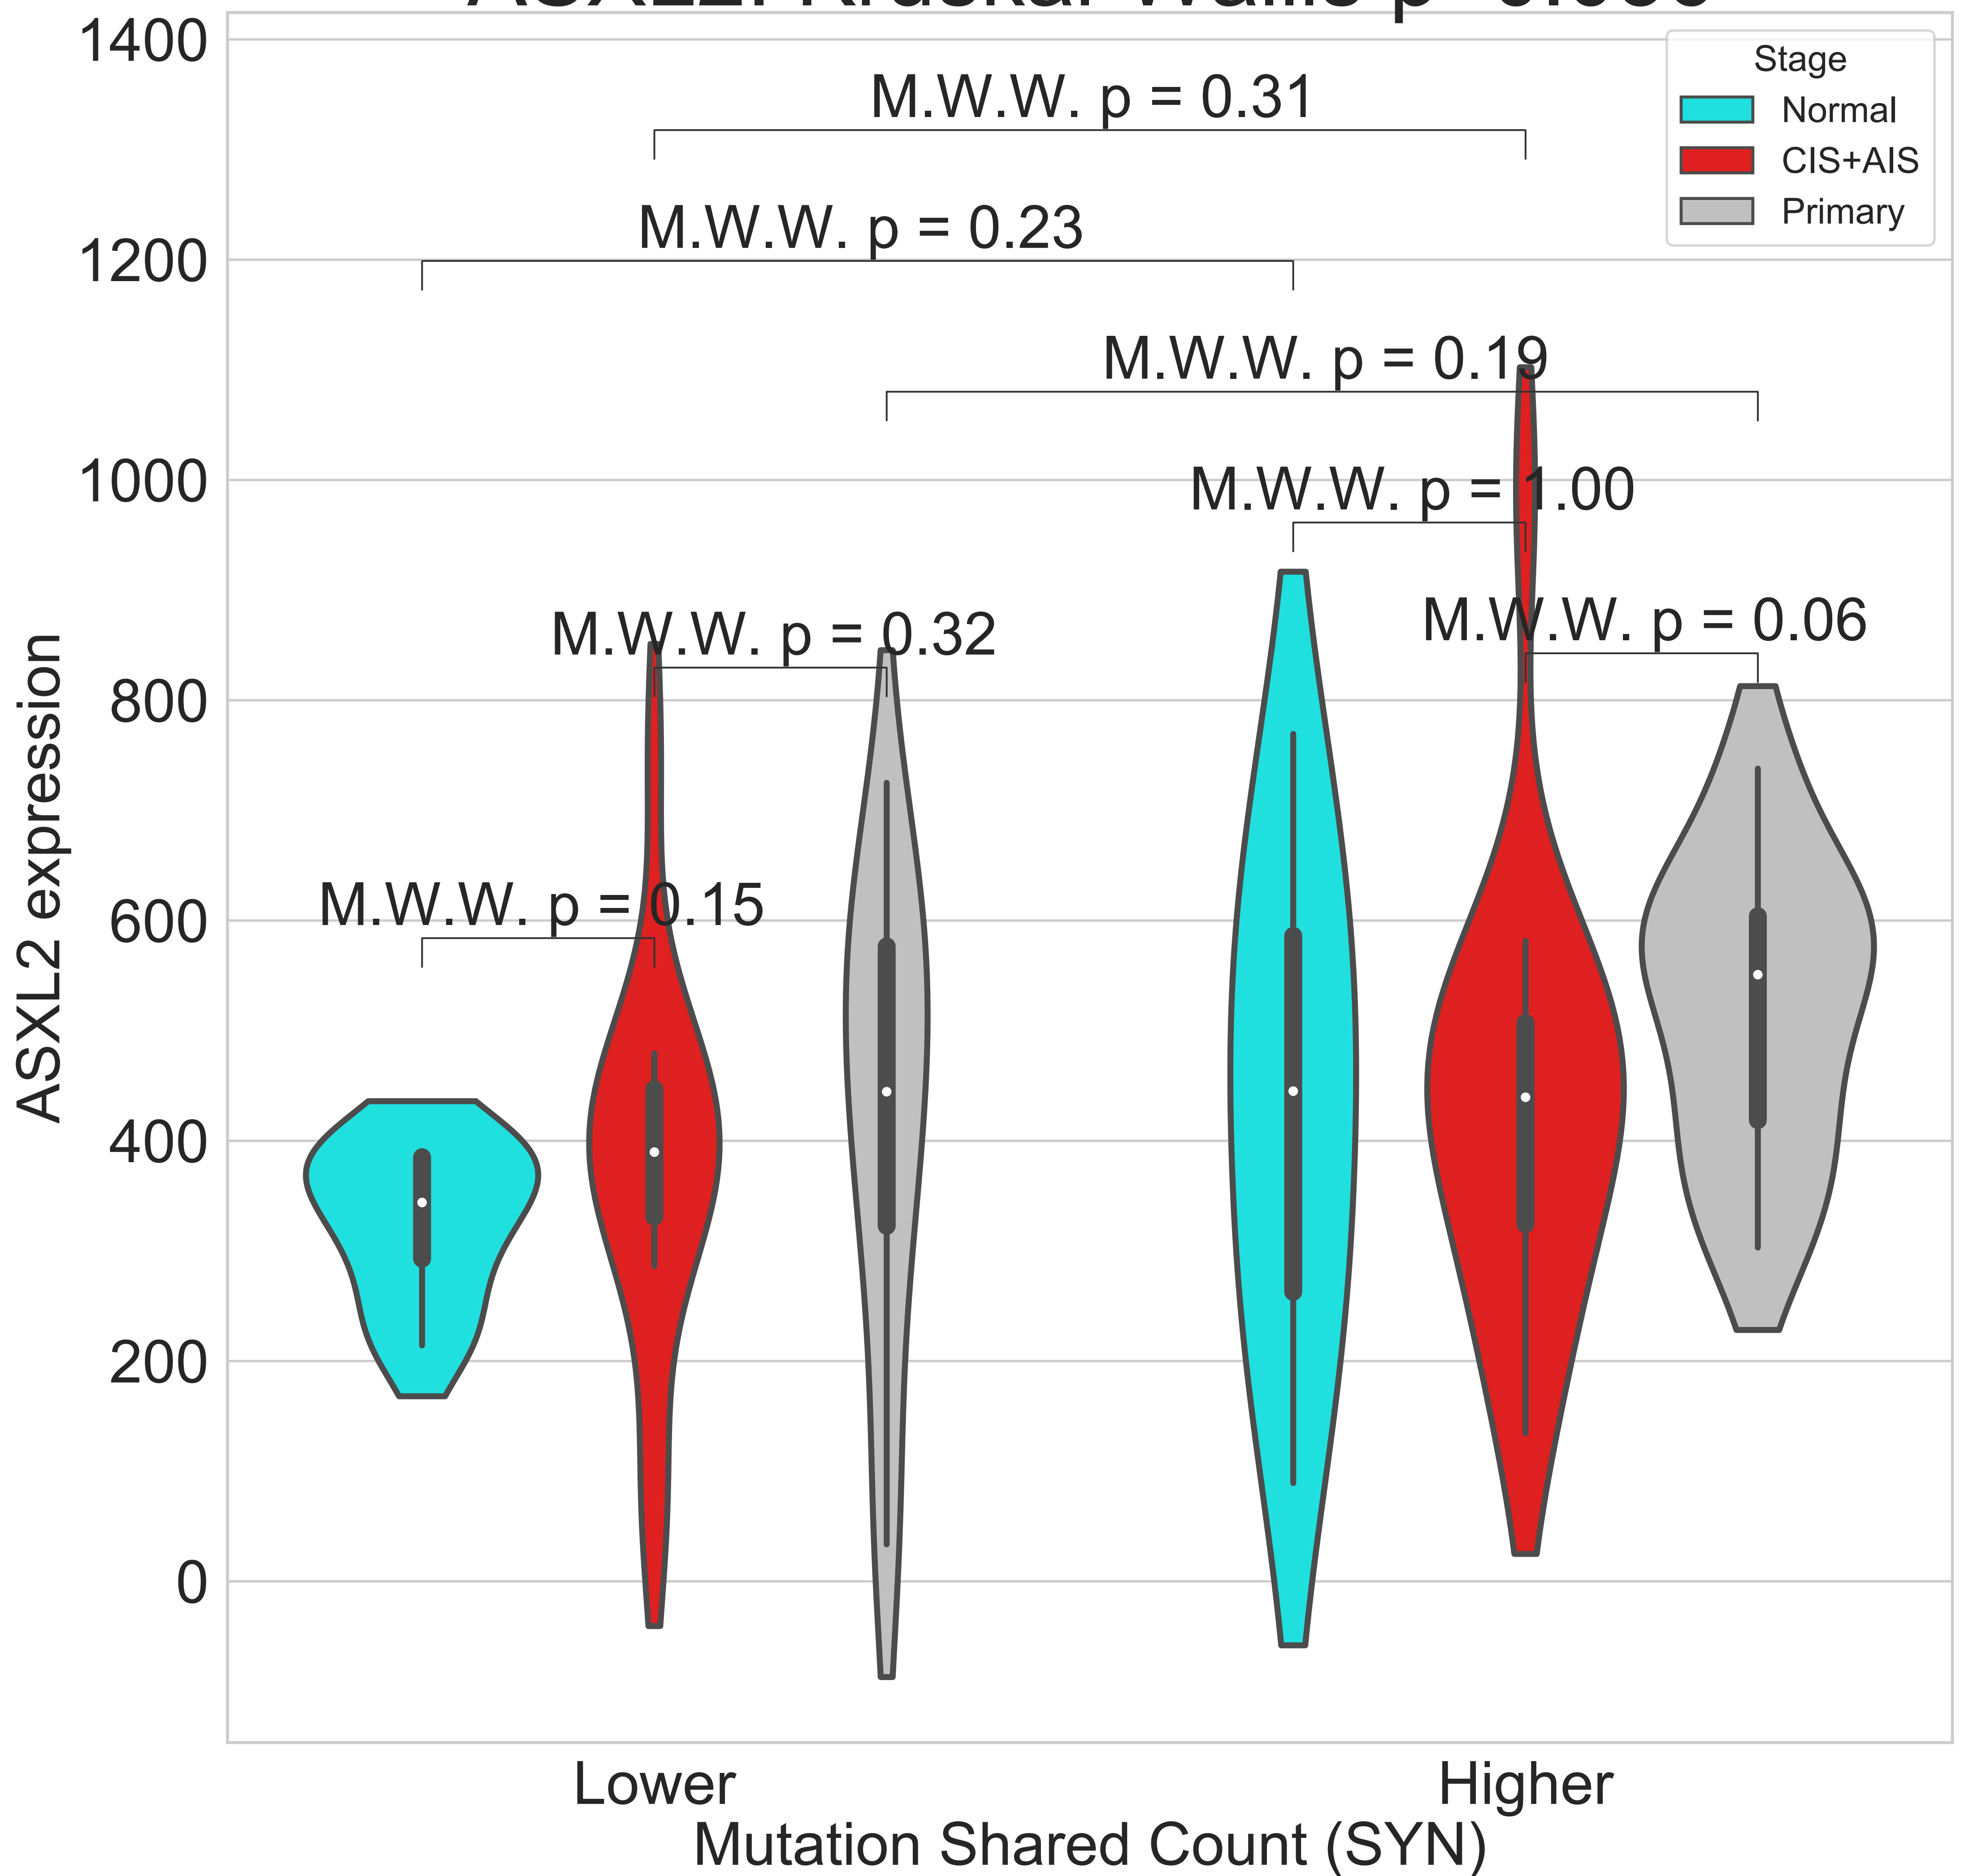 1400
1200
1000
800
600
400
200
0
ASXL2 expression
Stage
Normal
CIS+AIS
Primary
M.W.W. p = 0.31
M.W.W. p = 0.23
M.W.W. p = 0.19
M.W.W. p = 1.00
M.W.W. p = 0.32
M.W.W. p = 0.06
M.W.W. p = 0.15
Lower
Higher
Mutation Shared Count (SYN)